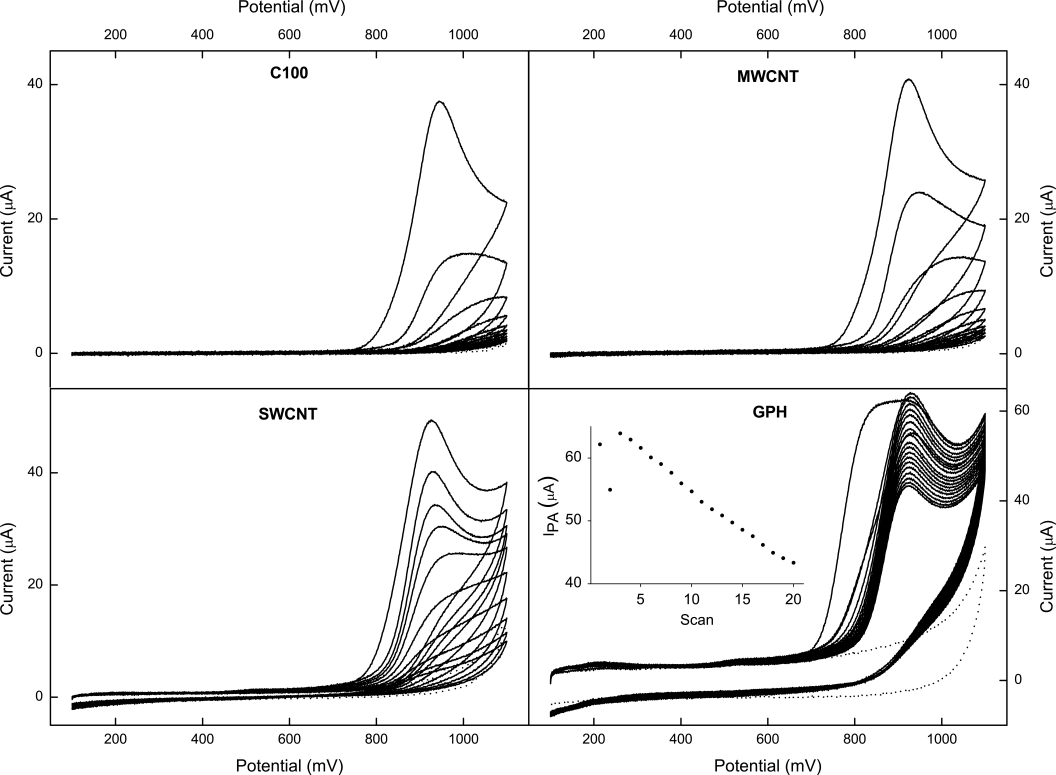 Potential (mV) Potential (mV)
200 400 600 800 1000 200 400 600 800 1000
C100 MWCNT
40 40
Current (μA) Current (μA)
20 20
0 0
SWCNT GPH
60
60
40 40
I_PA (μA)
50
Current (μA) Current (μA)
20 40 20
5 10 15 20
Scan
0 0
200 400 600 800 1000 200 400 600 800 1000
Potential (mV) Potential (mV)